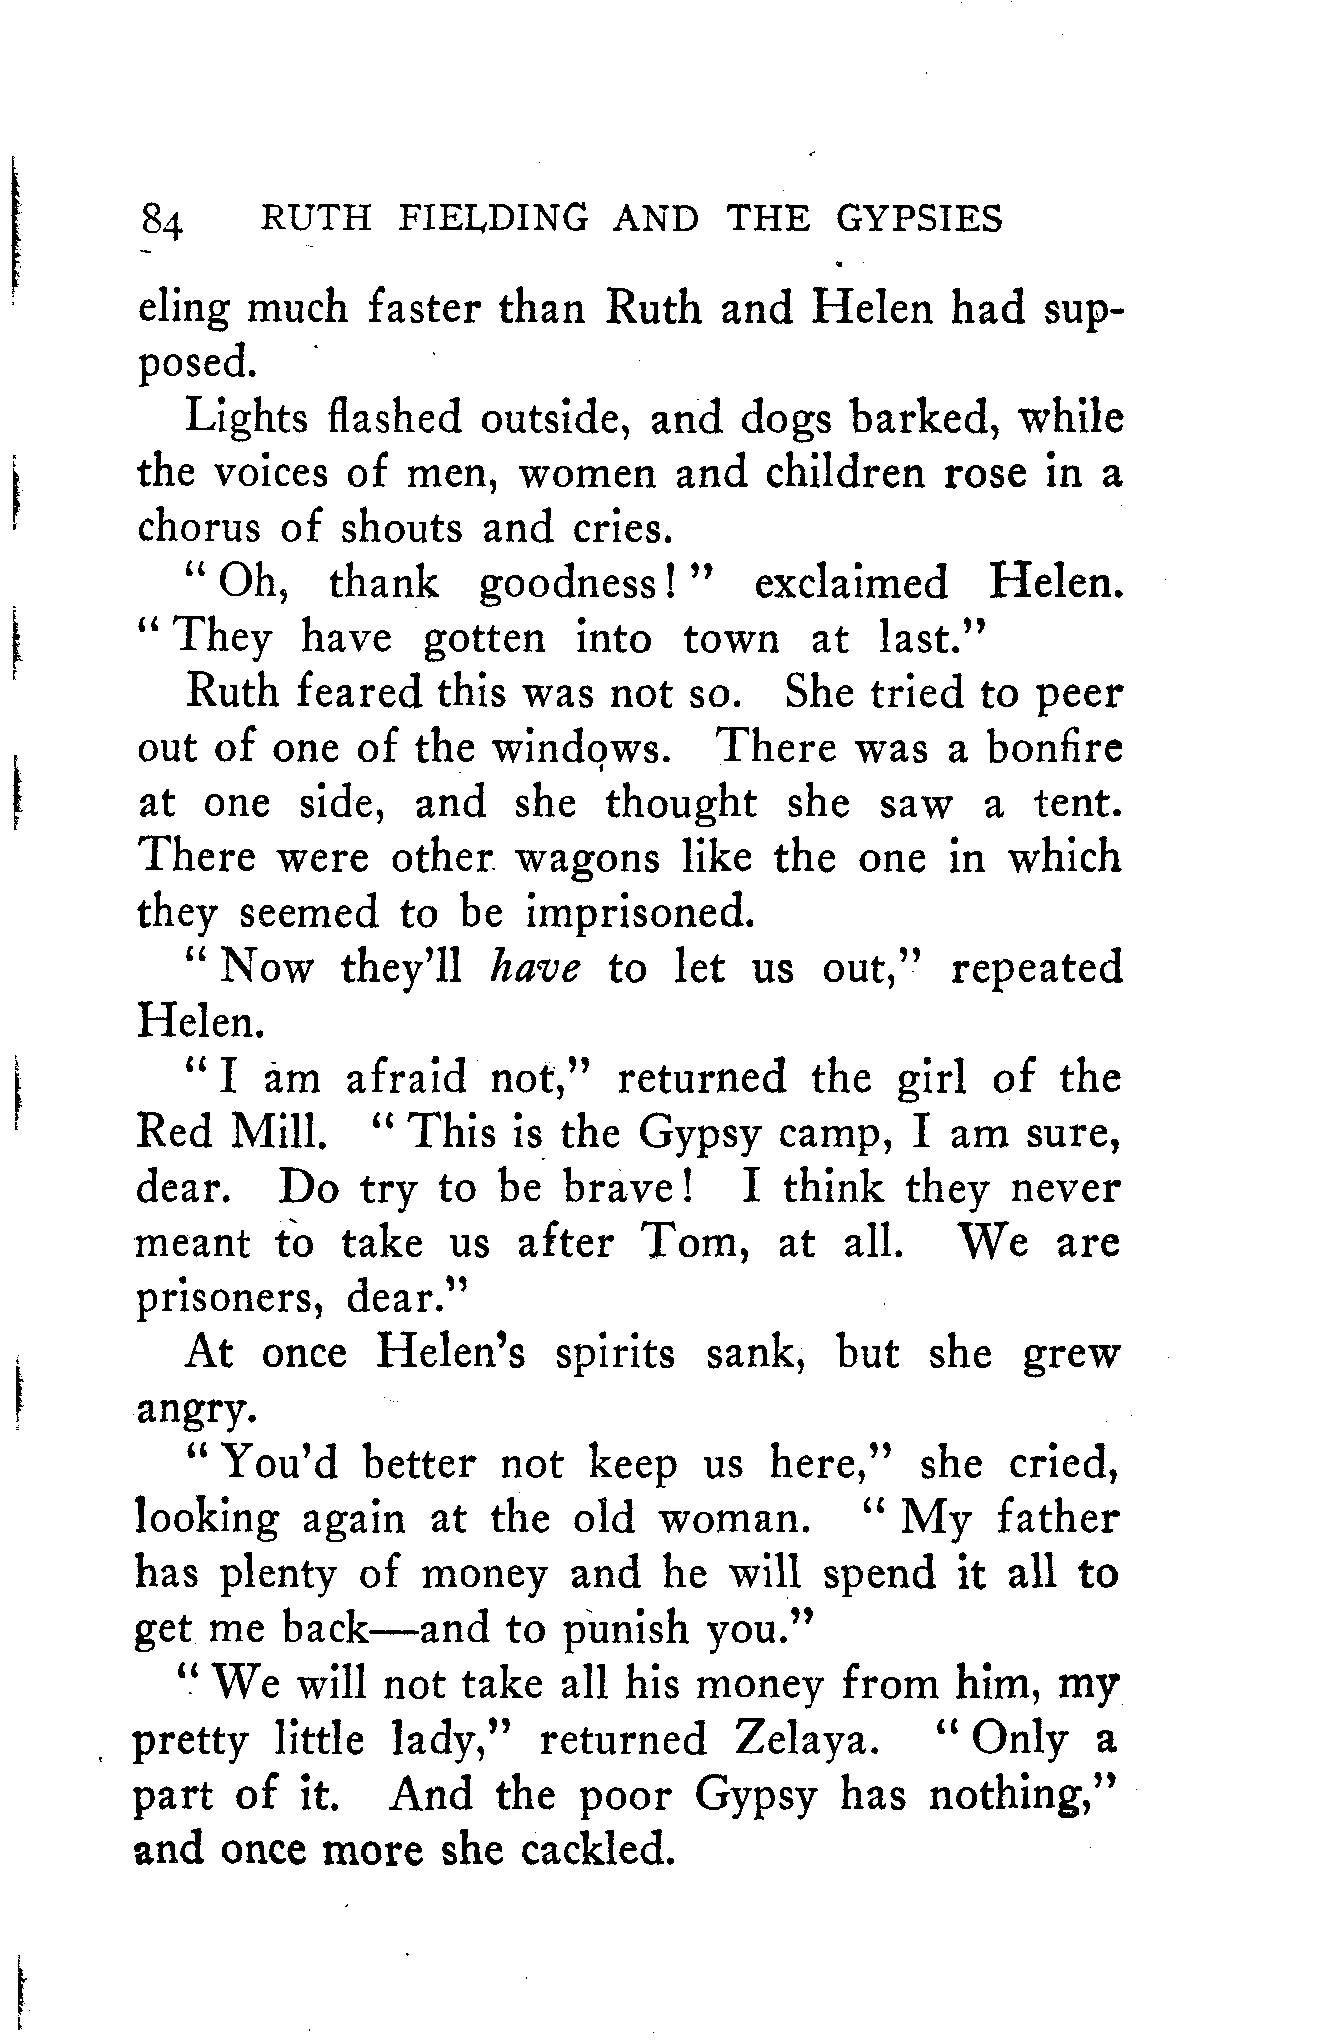 84 RUTH FIELDING AND THE GYPSIES
eling much faster than Ruth and Helen had sup-
posed.
Lights flashed outside, and dogs barked, while
the voices of men, women and children rose in a
chorus of shouts and cries.
" Oh, thank goodness! " exclaimed Helen.
" They have gotten into town at last."
Ruth feared this was not so. She tried to peer
out of one of the windows. There was a bonfire
at one side, and she thought she saw a tent.
There were other wagons like the one in which
they seemed to be imprisoned.
" Now they'll have to let us out," repeated
Helen.
" I am afraid not," returned the girl of the
Red Mill. " This is the Gypsy camp, I am sure,
dear. Do try to be brave! I think they never
meant to take us after Tom, at all. We are
prisoners, dear."
At once Helen's spirits sank, but she grew
angry.
" You'd better not keep us here," she cried,
looking again at the old woman. " My father
has plenty of money and he will spend it all to
get me back—and to punish you."
" We will not take all his money from him, my
pretty little lady," returned Zelaya. " Only a
part of it. And the poor Gypsy has nothing,"
and once more she cackled.